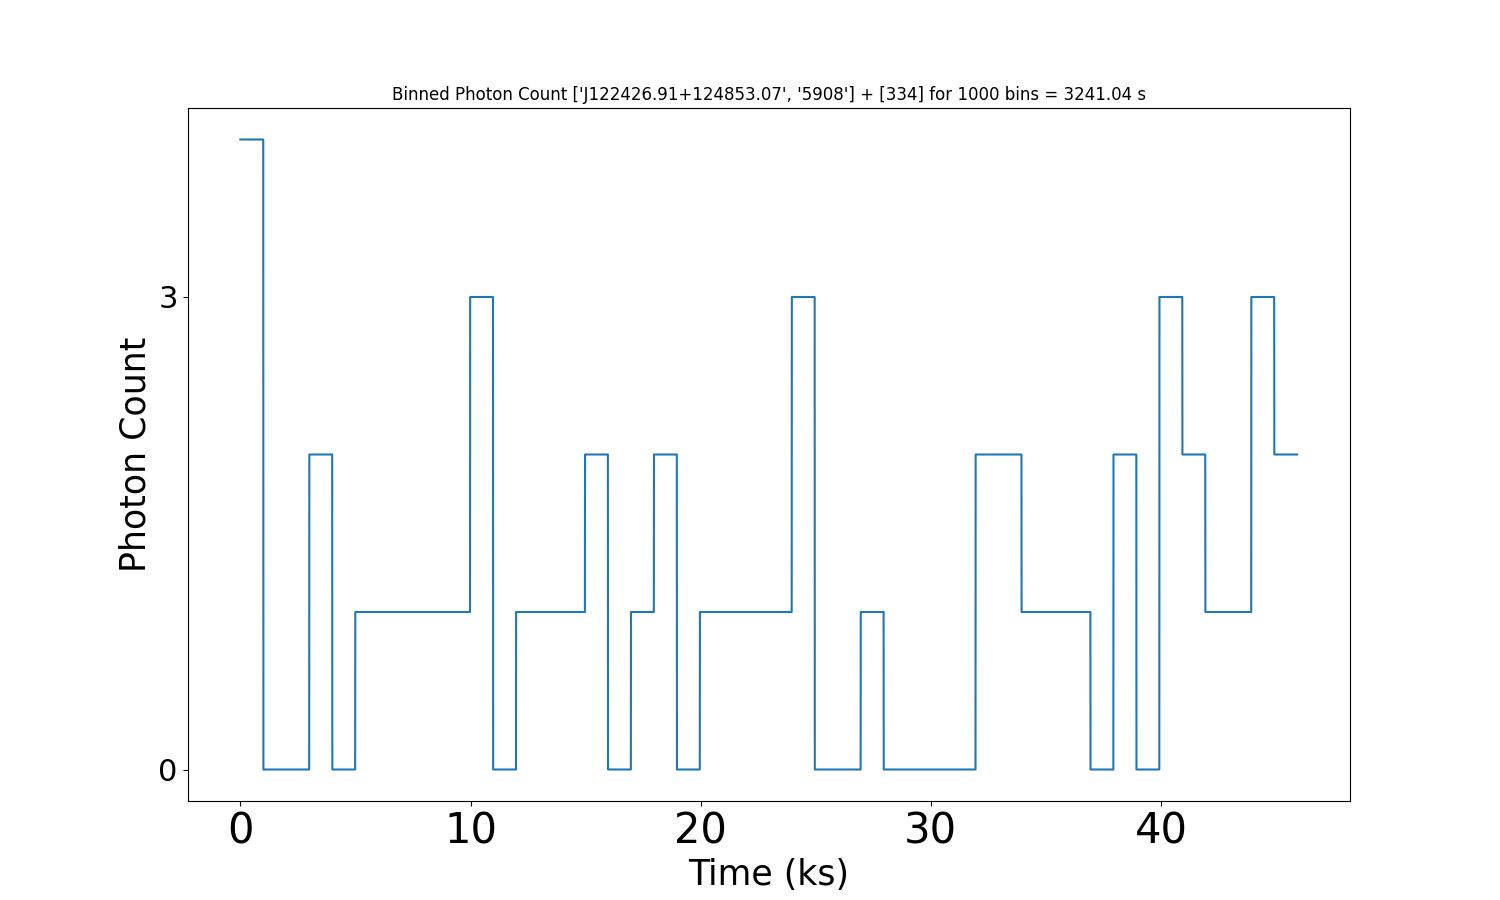 Binned Photon Count ['J122426.91+124853.07', '5908'] + [334] for 1000 bins = 3241.04 s
3
0
Photon Count
0 10 20 30 40
Time (ks)